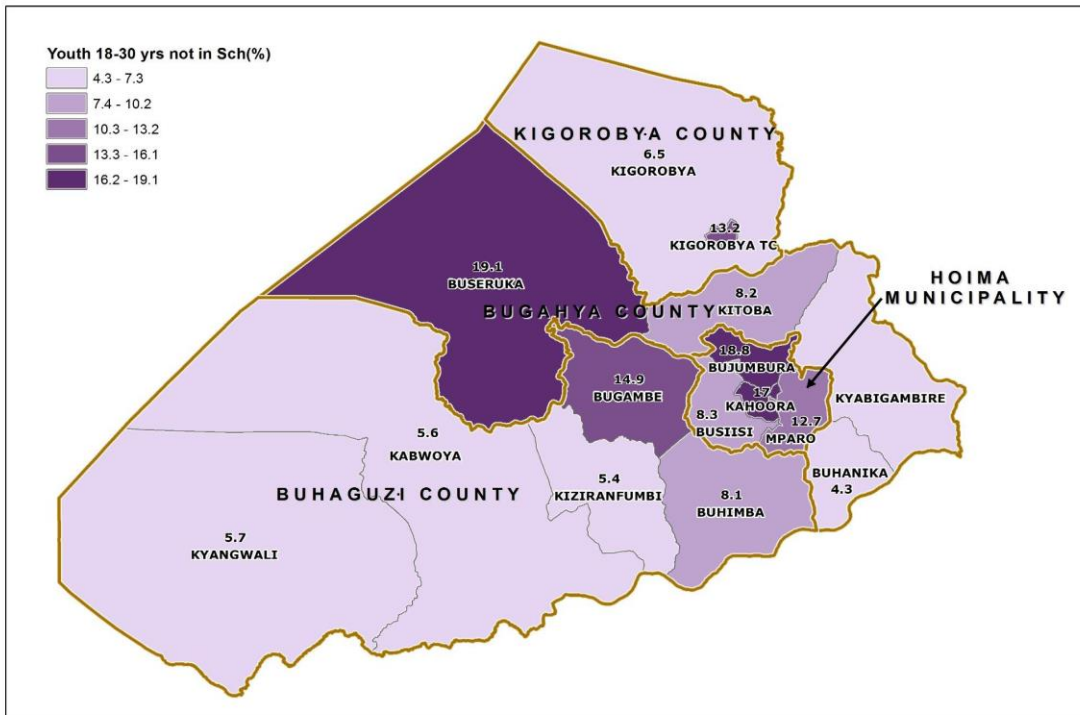 Youth 18-30 yrs not in Sch(%)
4.3 - 7.3
7.4 - 10.2
10.3 - 13.2
13.3 - 16.1
16.2 - 19.1
KIGOROBYA COUNTY
6.5
KIGOROBYA
13.2
KIGOROBYA TC
HOIMA
MUNICIPALITY
19.1
BUSERUKA
8.2
KITOBA
BUGAHYA COUNTY
18.8
BUJUMBURA
14.9
BUGAMBE
17
KAHOORA
KYABIGAMBIRE
8.3
BUSIISI
12.7
MPARO
5.6
KABWOYA
BUHANIKA
4.3
5.4
KIZIRANFUMBI
BUHAGUZI COUNTY
8.1
BUHIMBA
5.7
KYANGWALI